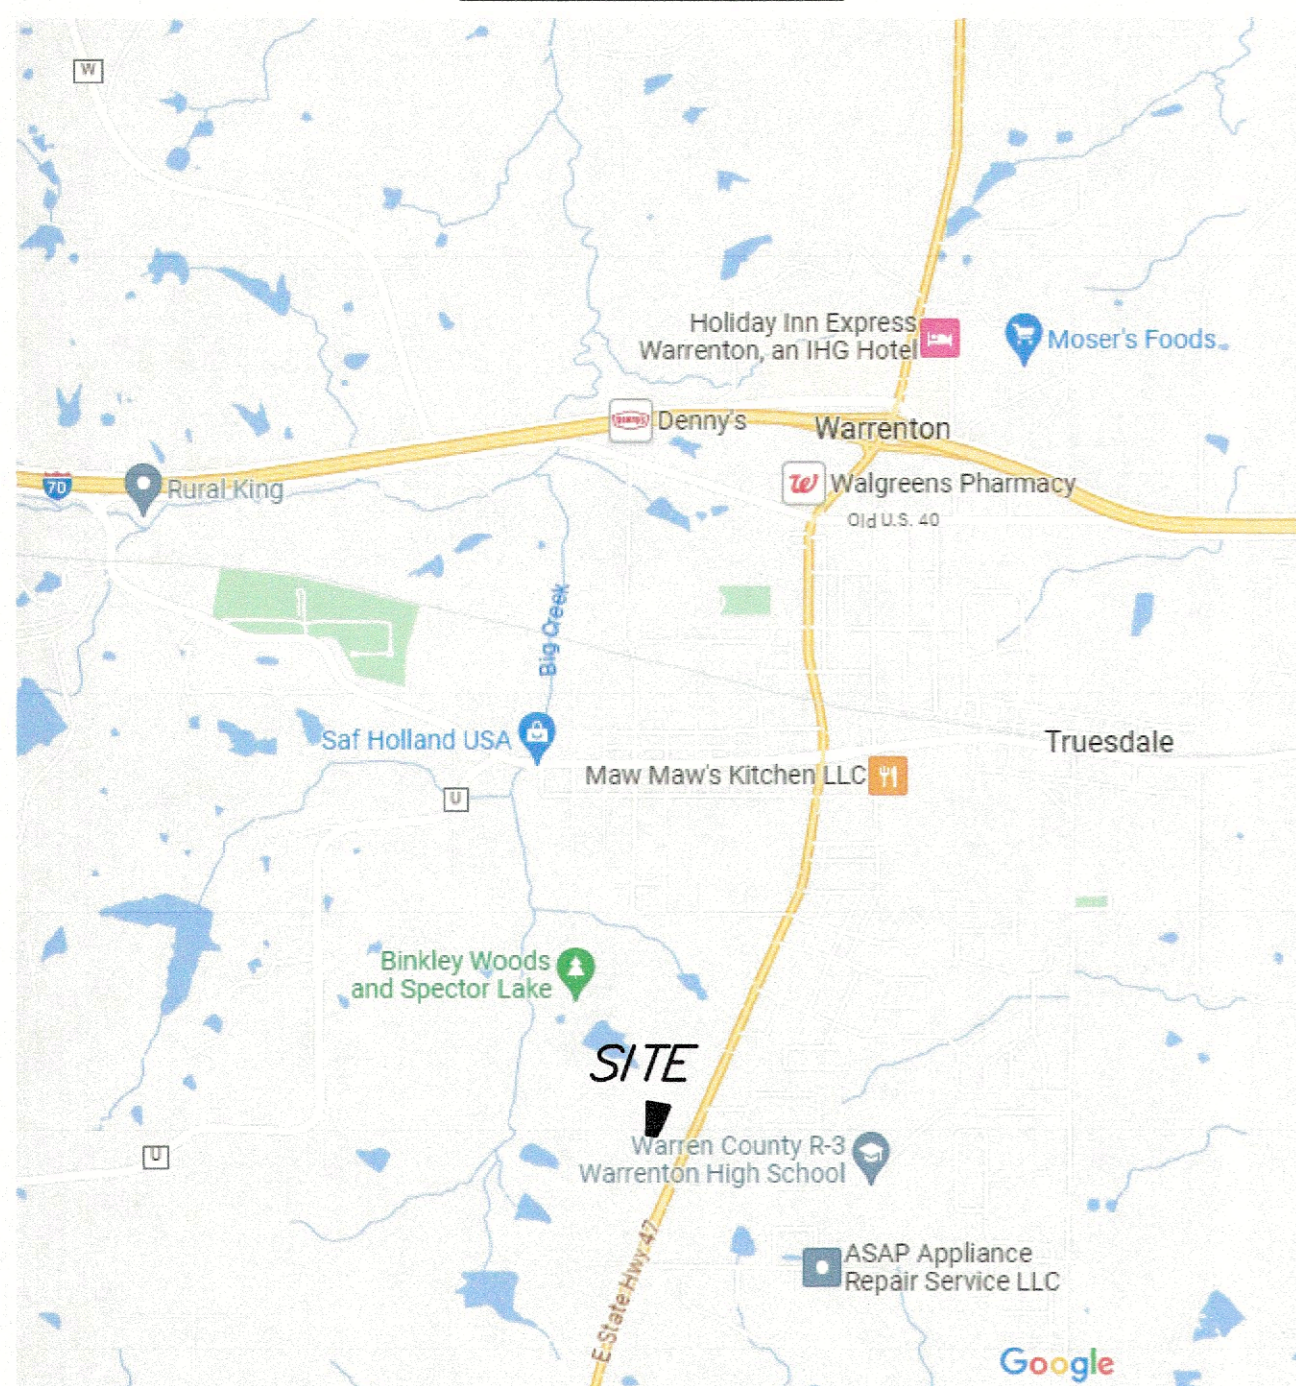 W
Holiday Inn Express
Warrenton, an IHG Hotel
Moser's Foods
Denny's
Warrenton
70
Rural King
Walgreens Pharmacy
Old U.S. 40
Big Creek
Saf Holland USA
Truesdale
Maw Maw's Kitchen LLC
U
Binkley Woods
and Spector Lake
SITE
Warren County R-3
Warrenton High School
U
E State Hwy 47
ASAP Appliance
Repair Service LLC
Google